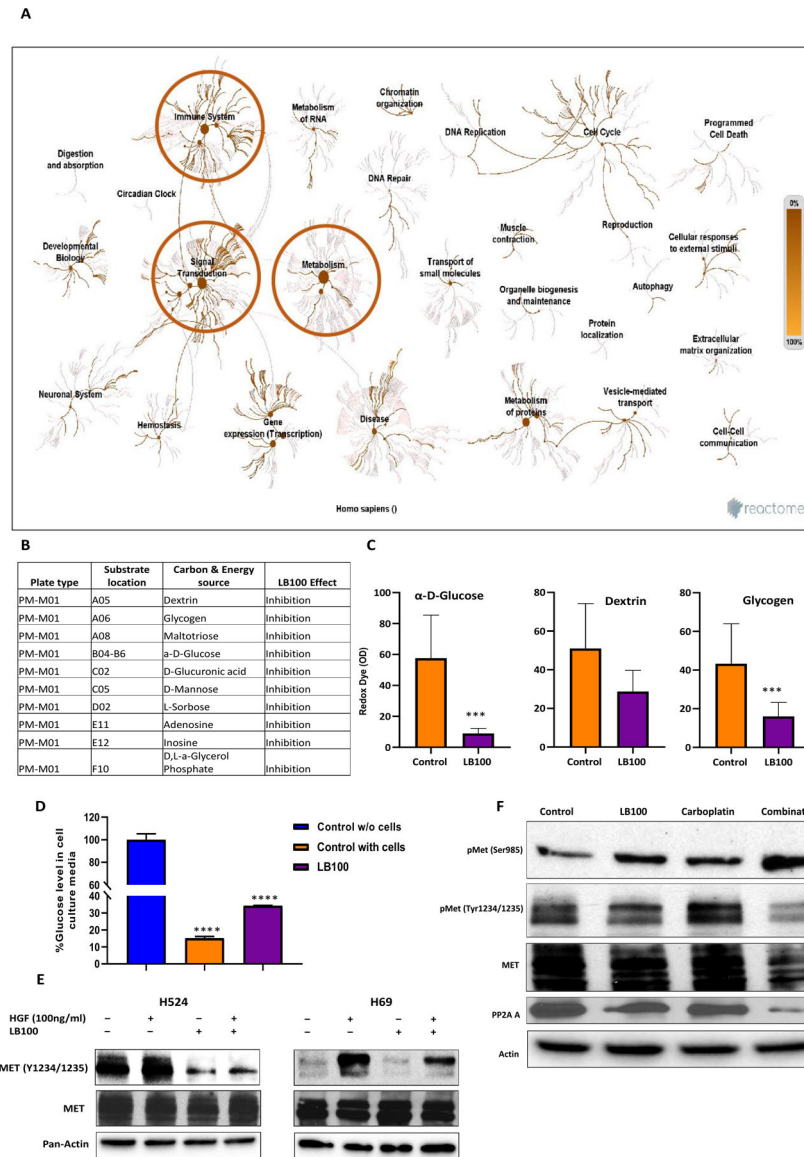 A
Immune System
Metabolism
of RNA
Chromatin
organization
DNA Replication
Cell Cycle
Programmed
Cell Death
Digestion
and absorption
Circadian Clock
DNA Repair
Developmental
Biology
Signal
Transduction
Metabolism
Transport of
small molecules
Muscle
contraction
Reproduction
Cellular responses
to external stimuli
Organelle biogenesis
and maintenance
Autophagy
Protein
localization
Extracellular
matrix organization
Neuronal System
Hemostasis
Gene
expression (Transcription)
Disease
Metabolism
of proteins
Vesicle-mediated
transport
Cell-Cell
communication
0%
100%
Homo sapiens ()
reactome
B
Plate type Substrate location Carbon & Energy source LB100 Effect
PM-M01 A05 Dextrin Inhibition
PM-M01 A06 Glycogen Inhibition
PM-M01 A08 Maltotriose Inhibition
PM-M01 B04-B6 a-D-Glucose Inhibition
PM-M01 C02 D-Glucuronic acid Inhibition
PM-M01 C05 D-Mannose Inhibition
PM-M01 D02 L-Sorbose Inhibition
PM-M01 E11 Adenosine Inhibition
PM-M01 E12 Inosine Inhibition
PM-M01 F10 D,L-a-Glycerol Phosphate Inhibition
C
α-D-Glucose
Redox Dye (OD)
100
80
60
40
20
0
***
Control LB100
Dextrin
80
60
40
20
0
Control LB100
Glycogen
80
60
40
20
0
***
Control LB100
D
%Glucose level in cell
culture media
120
100
80
60
40
30
20
10
0
**** ****
Control w/o cells
Control with cells
LB100
E
H524 H69
HGF (100ng/ml) – + – + – + – +
LB100 – – + + – – + +
MET (Y1234/1235)
MET
Pan-Actin
F
Control LB100 Carboplatin Combinat
pMet (Ser985)
pMet (Tyr1234/1235)
MET
PP2A A
Actin